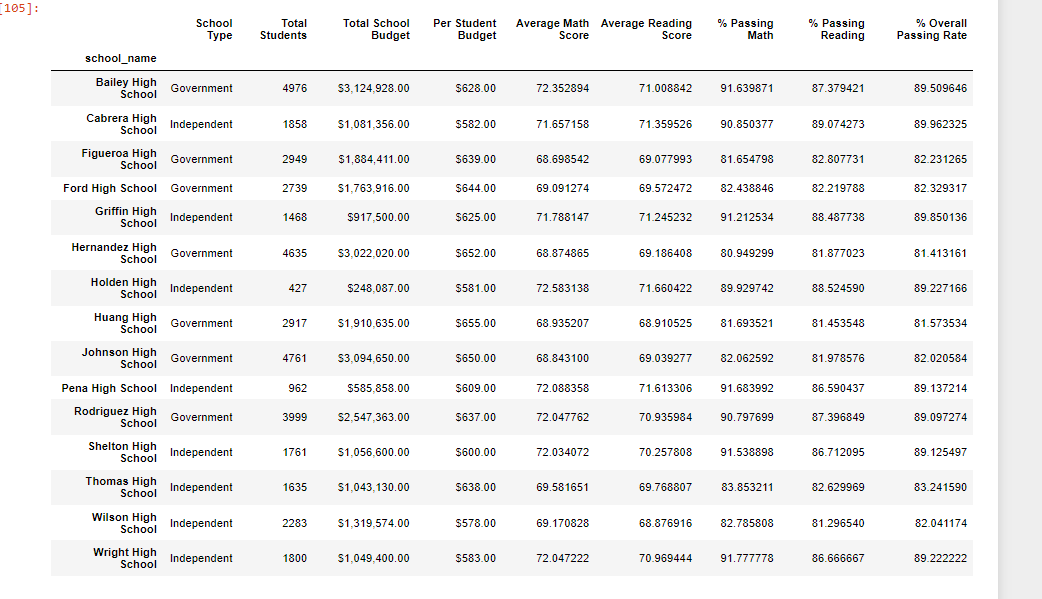 [105]:
School Type Total Students Total School Budget Per Student Budget Average Math Score Average Reading Score % Passing Math % Passing Reading % Overall Passing Rate
school_name
Bailey High School Government 4976 $3,124,928.00 $628.00 72.352894 71.008842 91.639871 87.379421 89.509646
Cabrera High School Independent 1858 $1,081,356.00 $582.00 71.657158 71.359526 90.850377 89.074273 89.962325
Figueroa High School Government 2949 $1,884,411.00 $639.00 68.698542 69.077993 81.654798 82.807731 82.231265
Ford High School Government 2739 $1,763,916.00 $644.00 69.091274 69.572472 82.438846 82.219788 82.329317
Griffin High School Independent 1468 $917,500.00 $625.00 71.788147 71.245232 91.212534 88.487738 89.850136
Hernandez High School Government 4635 $3,022,020.00 $652.00 68.874865 69.186408 80.949299 81.877023 81.413161
Holden High School Independent 427 $248,087.00 $581.00 72.583138 71.660422 89.929742 88.524590 89.227166
Huang High School Government 2917 $1,910,635.00 $655.00 68.935207 68.910525 81.693521 81.453548 81.573534
Johnson High School Government 4761 $3,094,650.00 $650.00 68.843100 69.039277 82.062592 81.978576 82.020584
Pena High School Independent 962 $585,858.00 $609.00 72.088358 71.613306 91.683992 86.590437 89.137214
Rodriguez High School Government 3999 $2,547,363.00 $637.00 72.047762 70.935984 90.797699 87.396849 89.097274
Shelton High School Independent 1761 $1,056,600.00 $600.00 72.034072 70.257808 91.538898 86.712095 89.125497
Thomas High School Independent 1635 $1,043,130.00 $638.00 69.581651 69.768807 83.853211 82.629969 83.241590
Wilson High School Independent 2283 $1,319,574.00 $578.00 69.170828 68.876916 82.785808 81.296540 82.041174
Wright High School Independent 1800 $1,049,400.00 $583.00 72.047222 70.969444 91.777778 86.666667 89.222222